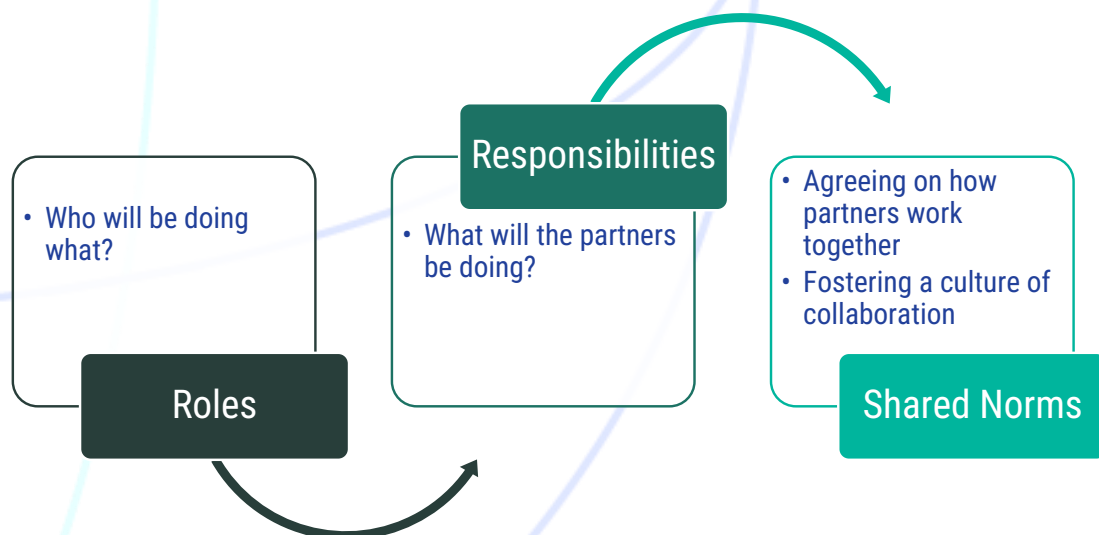 • Who will be doing
what?
Roles
Responsibilities
• What will the partners
be doing?
• Agreeing on how
partners work
together
• Fostering a culture of
collaboration
Shared Norms